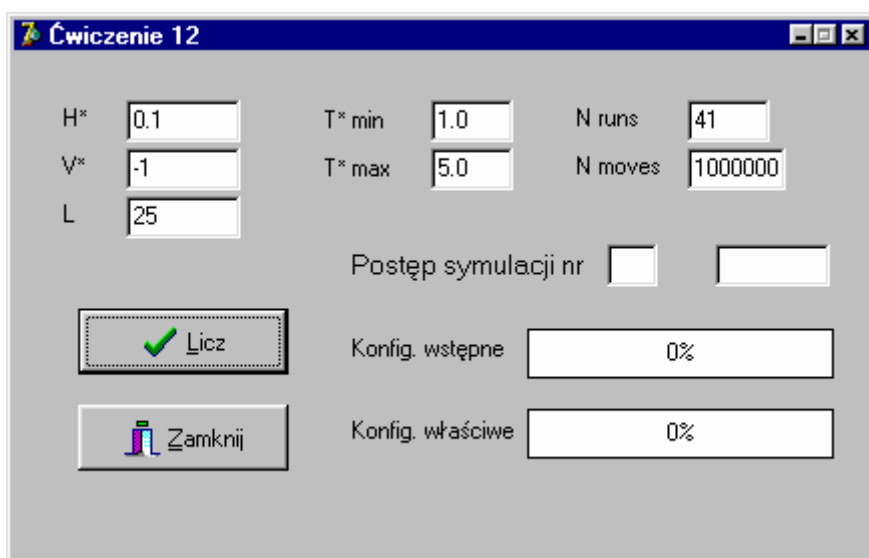 Ćwiczenie 12
H* 0.1 T* min 1.0 N runs 41
V* -1 T* max 5.0 N moves 1000000
L 25
Postęp symulacji nr
Licz Konfig. wstępne 0%
Zamknij Konfig. właściwe 0%